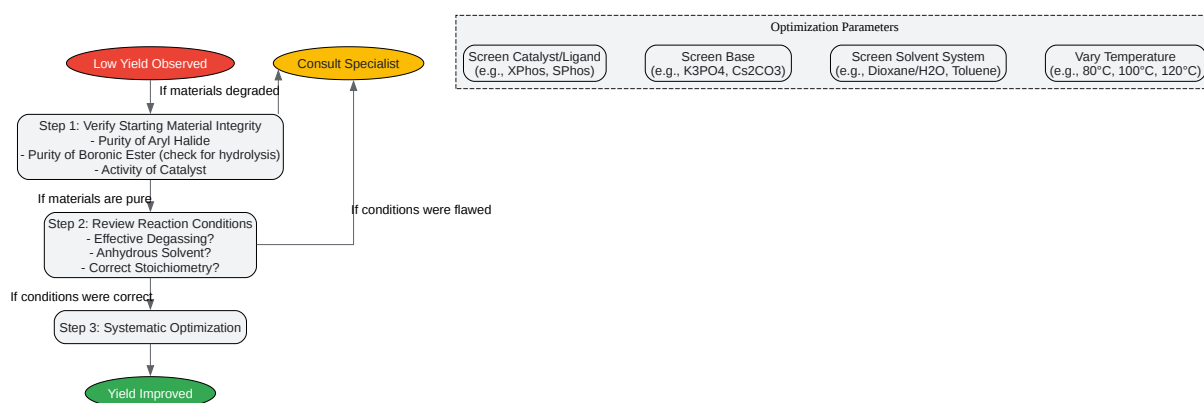 Optimization Parameters
Low Yield Observed
Consult Specialist
Screen Catalyst/Ligand
(e.g., XPhos, SPhos)
Screen Base
(e.g., K3PO4, Cs2CO3)
Screen Solvent System
(e.g., Dioxane/H2O, Toluene)
Vary Temperature
(e.g., 80°C, 100°C, 120°C)
If materials degraded
Step 1: Verify Starting Material Integrity
- Purity of Aryl Halide
- Purity of Boronic Ester (check for hydrolysis)
- Activity of Catalyst
If materials are pure
If conditions were flawed
Step 2: Review Reaction Conditions
- Effective Degassing?
- Anhydrous Solvent?
- Correct Stoichiometry?
If conditions were correct
Step 3: Systematic Optimization
Yield Improved